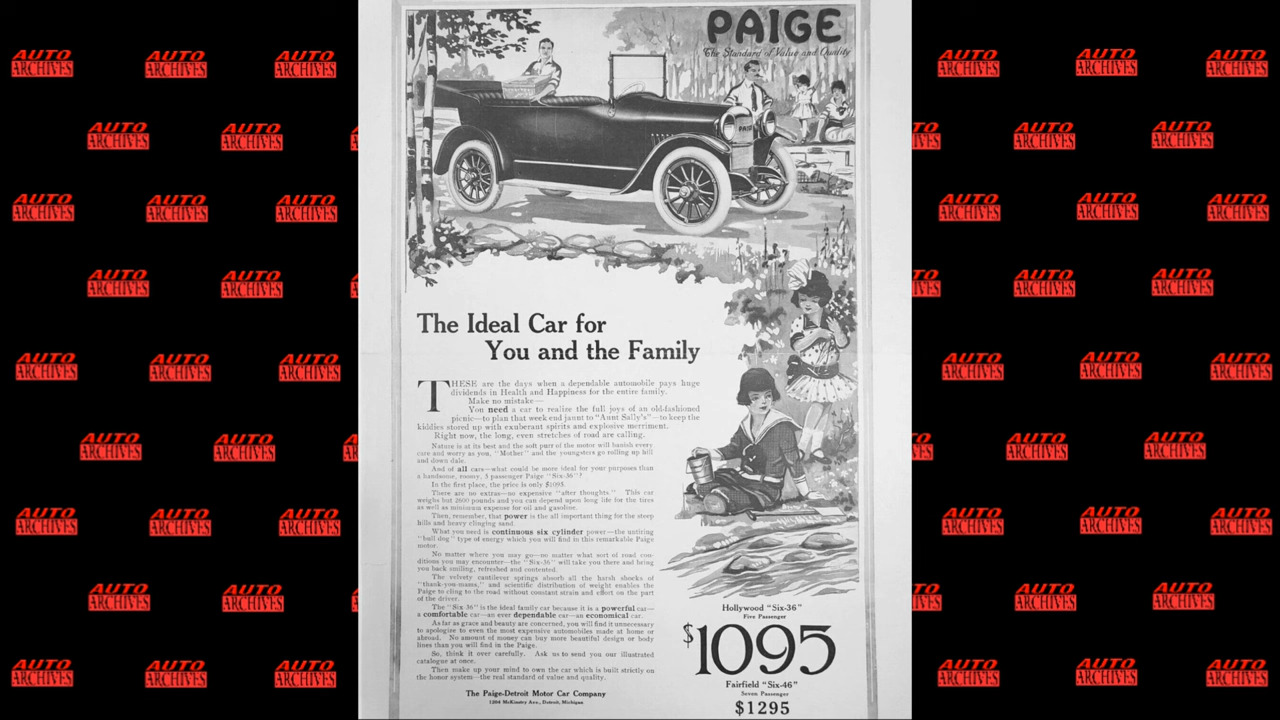 PAIGE
The Standard of Value and Quality
PAIGE
The Ideal Car for
You and the Family
THESE are the days when a dependable automobile pays huge
dividends in Health and Happiness for the entire family.
Make no mistake—
You need a car to realize the full joys of an old-fashioned
picnic—to plan that week end jaunt to "Aunt Sally's"—to keep the
kiddies stored up with exuberant spirits and explosive merriment.
Right now, the long, even stretches of road are calling.
Nature is at its best and the soft purr of the motor will banish every
care and worry as you, "Mother" and the youngsters go rolling up hill
and down dale.
And of all cars—what could be more ideal for your purposes than
a handsome, roomy, 5 passenger Paige "Six-36"?
In the first place, the price is only $1095.
There are no extras—no expensive "after thoughts." This car
weighs but 2600 pounds and you can depend upon long life for the tires
as well as minimum expense for oil and gasoline.
Then, remember, that power is the all important thing for the steep
hills and heavy clinging sand.
What you need is continuous six cylinder power—the untiring
"bull dog" type of energy which you will find in this remarkable Paige
motor.
No matter where you may go—no matter what sort of road con-
ditions you may encounter—the "Six-36" will take you there and bring
you back smiling, refreshed and contented.
The velvety cantilever springs absorb all the harsh shocks of
"thank-you-mams," and scientific distribution of weight enables the
Paige to cling to the road without constant strain and effort on the part
of the driver.
The "Six 36" is the ideal family car because it is a powerful car—
a comfortable car—an ever dependable car—an economical car.
As far as grace and beauty are concerned, you will find it unnecessary
to apologize to even the most expensive automobiles made at home or
abroad. No amount of money can buy more beautiful design or body
lines than you will find in the Paige.
So, think it over carefully. Ask us to send you our illustrated
catalogue at once.
Then make up your mind to own the car which is built strictly on
the honor system—the real standard of value and quality.
The Paige-Detroit Motor Car Company
1204 McKinstry Ave., Detroit, Michigan
Hollywood "Six-36"
Five Passenger
$1095
Fairfield "Six-46"
Seven Passenger
$1295
AUTO
ARCHIVES